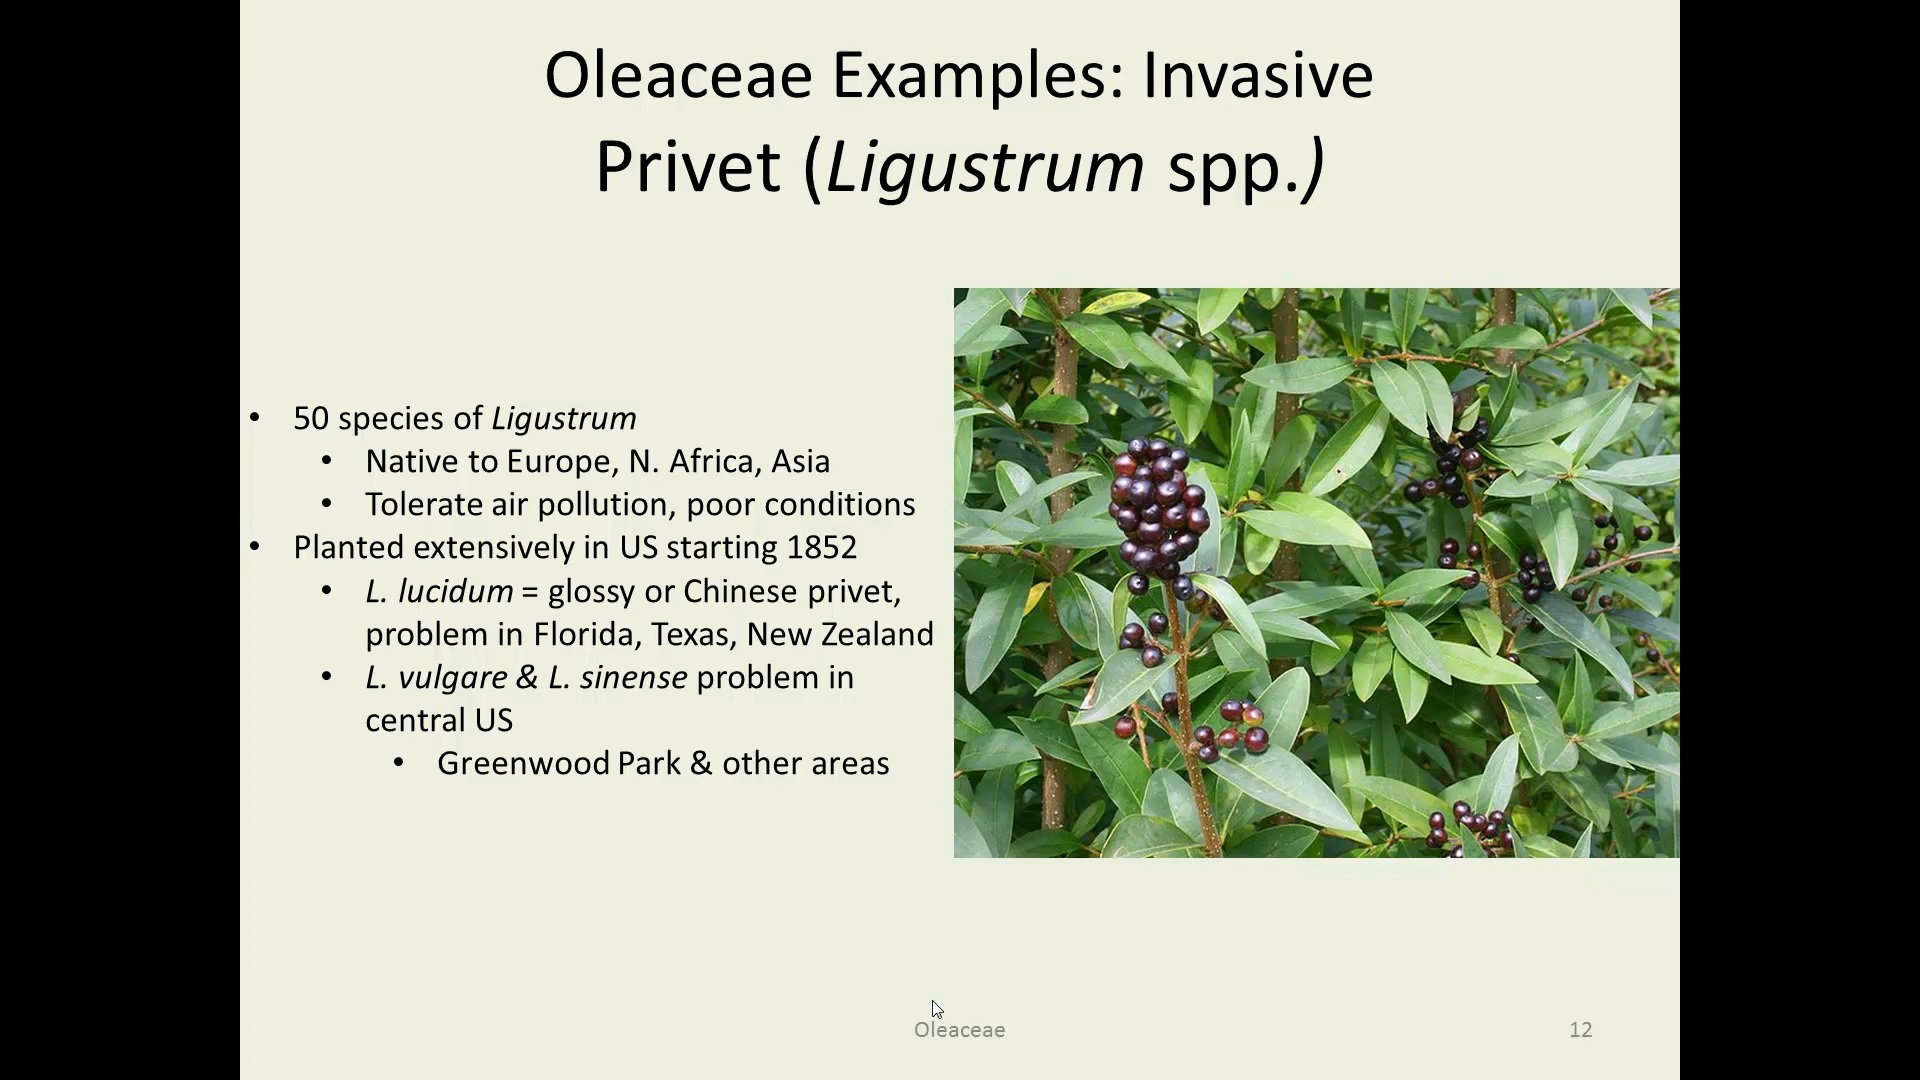 Oleaceae Examples: Invasive
Privet (Ligustrum spp.)
• 50 species of Ligustrum
• Native to Europe, N. Africa, Asia
• Tolerate air pollution, poor conditions
• Planted extensively in US starting 1852
• L. lucidum = glossy or Chinese privet,
problem in Florida, Texas, New Zealand
• L. vulgare & L. sinense problem in
central US
• Greenwood Park & other areas
Oleaceae
12